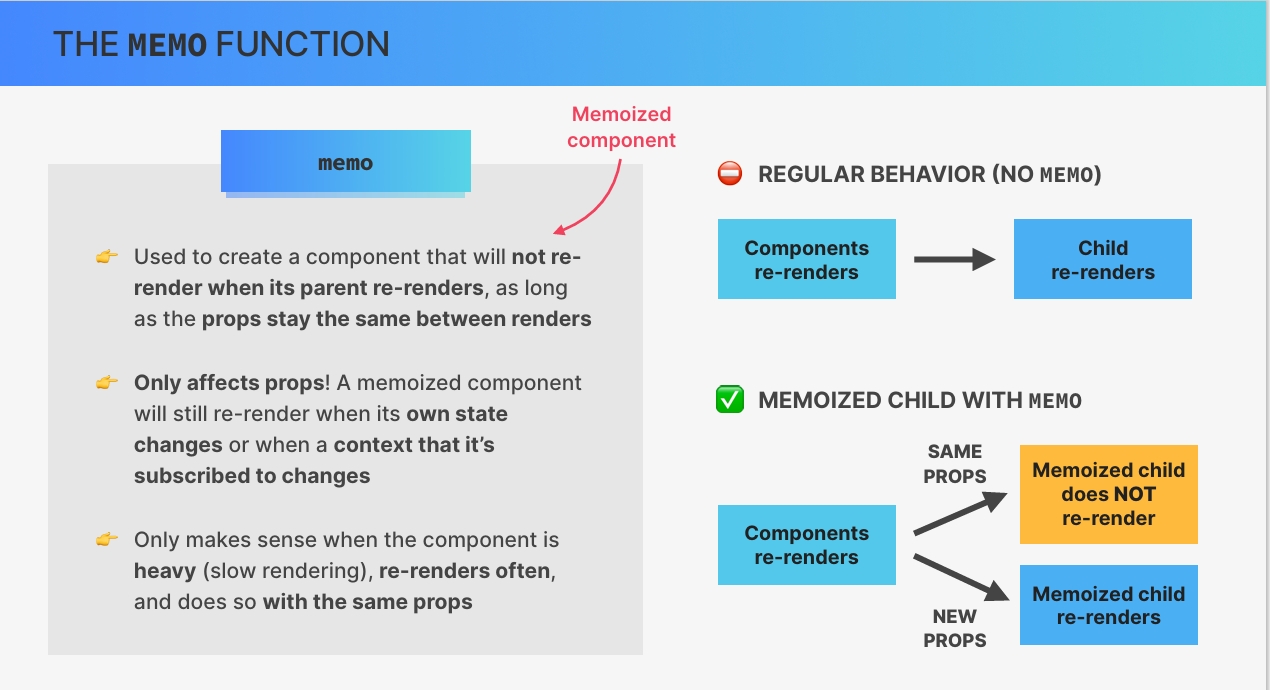 THE MEMO FUNCTION
Memoized
component
memo
Used to create a component that will not re-
render when its parent re-renders, as long
as the props stay the same between renders
Only affects props! A memoized component
will still re-render when its own state
changes or when a context that it’s
subscribed to changes
Only makes sense when the component is
heavy (slow rendering), re-renders often,
and does so with the same props
REGULAR BEHAVIOR (NO MEMO)
Components
re-renders
Child
re-renders
MEMOIZED CHILD WITH MEMO
Components
re-renders
SAME
PROPS
Memoized child
does NOT
re-render
NEW
PROPS
Memoized child
re-renders